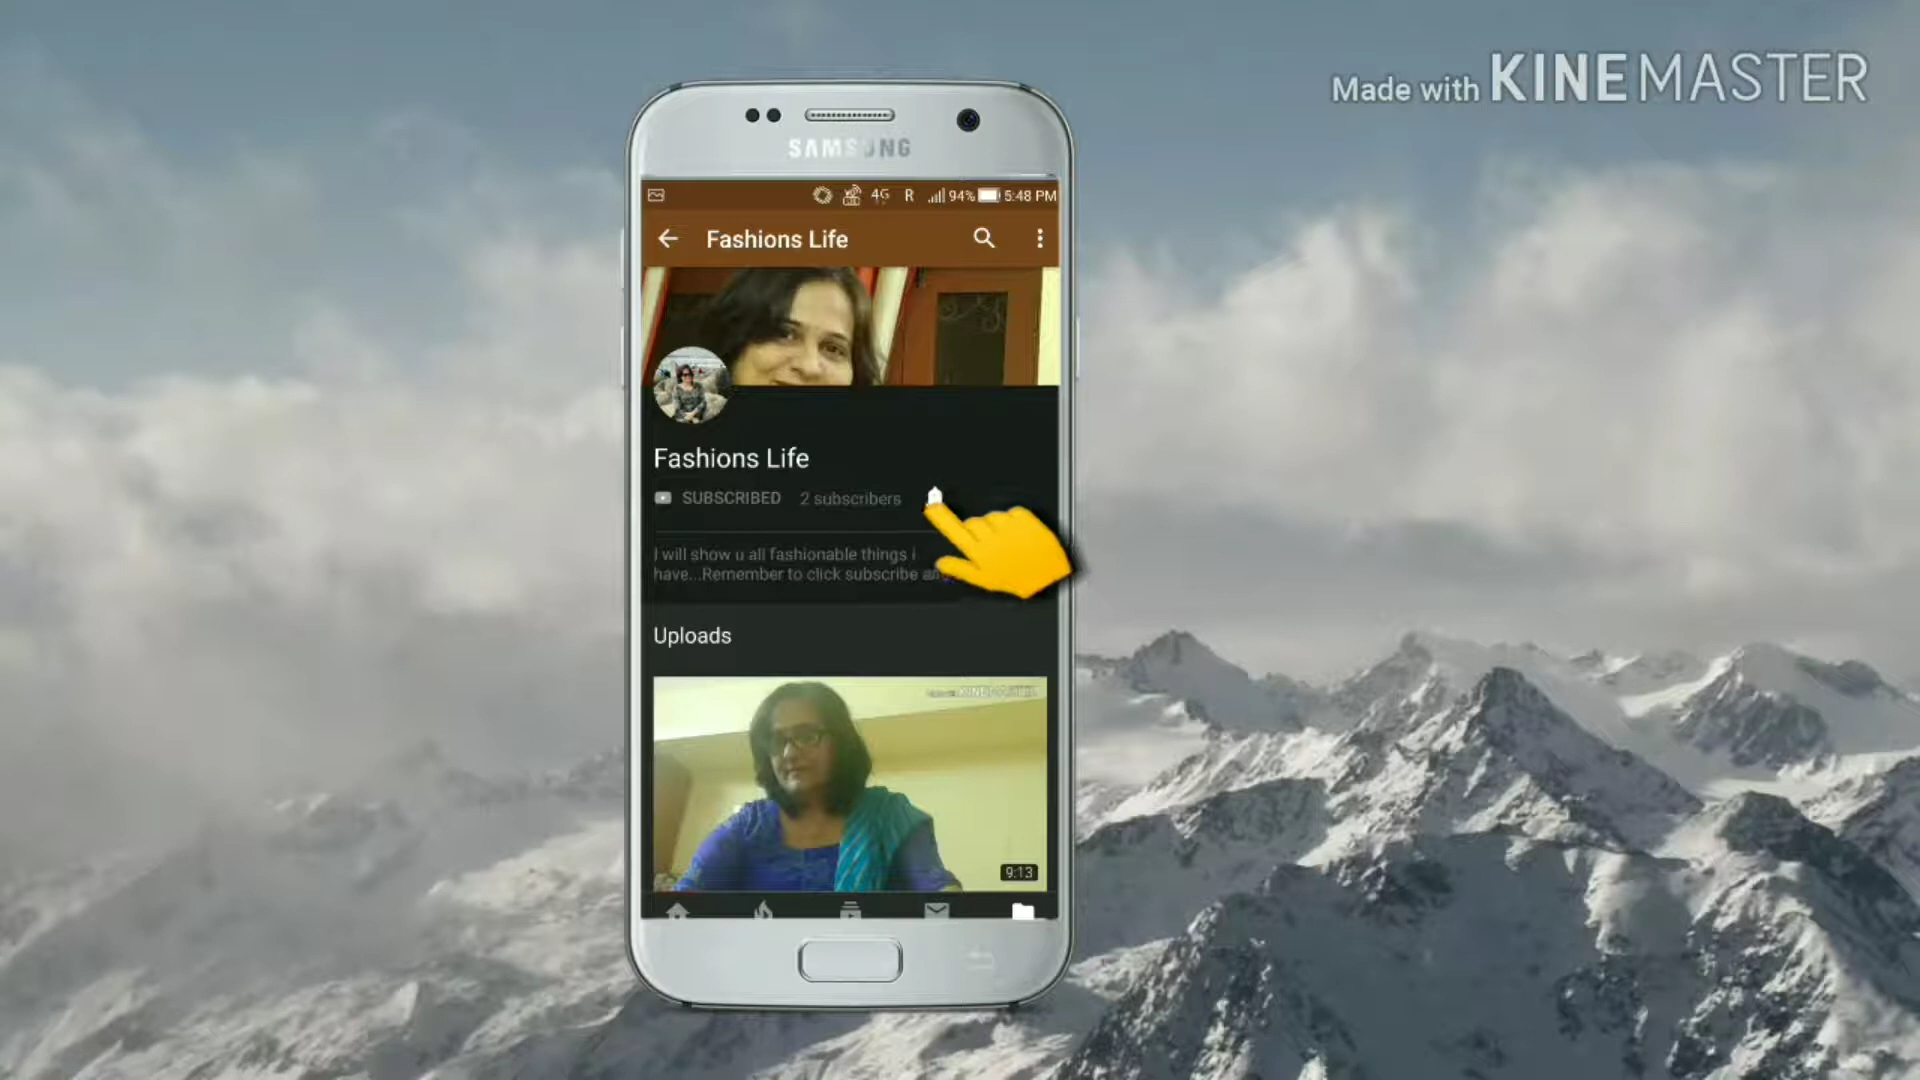 Made with KINEMASTER
SAMSUNG
4G R 94% 5:48 PM
Fashions Life
Fashions Life
SUBSCRIBED 2 subscribers
I will show u all fashionable things i
have...Remember to click subscribe
Uploads
KINEMASTER
9:13